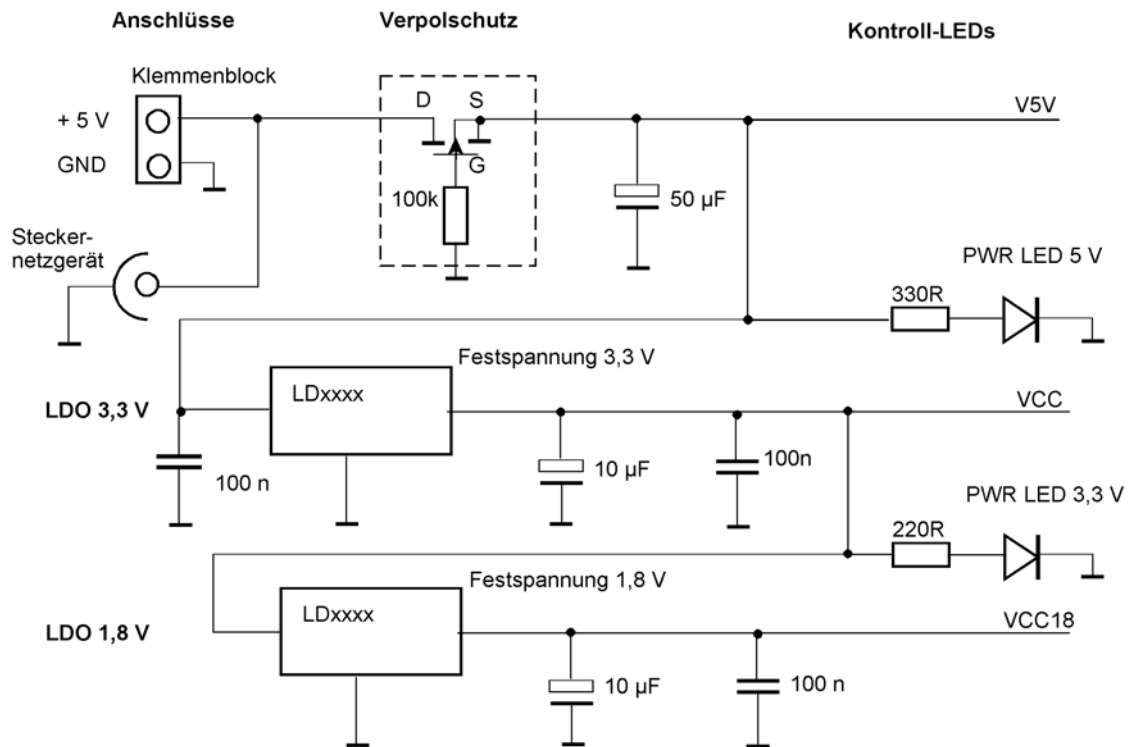 Anschlüsse
Verpolschutz
Kontroll-LEDs
Klemmenblock
+ 5 V
GND
D
S
G
100k
50 µF
V5V
Stecker-
netzgerät
PWR LED 5 V
330R
Festspannung 3,3 V
LDxxxx
LDO 3,3 V
VCC
100 n
10 µF
100n
PWR LED 3,3 V
220R
Festspannung 1,8 V
LDxxxx
LDO 1,8 V
VCC18
10 µF
100 n